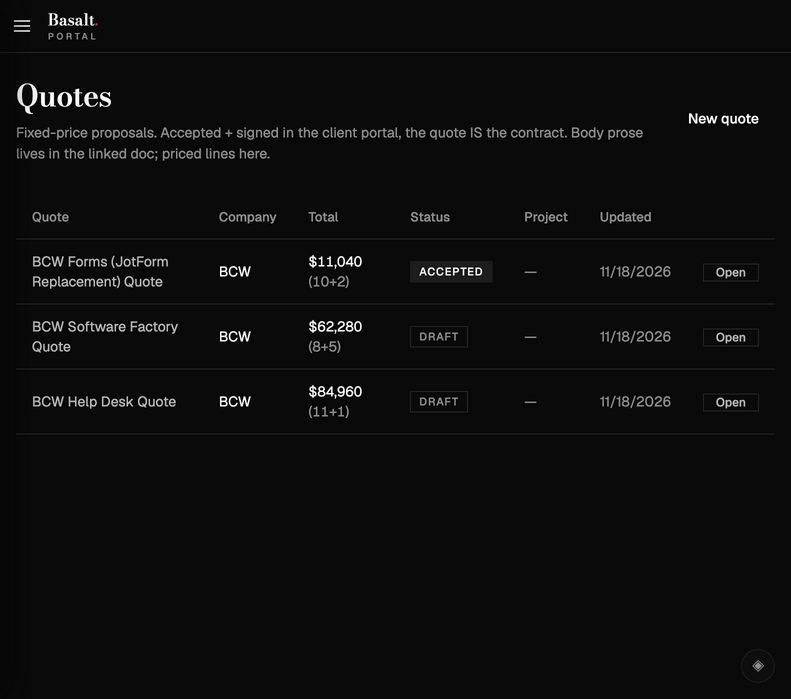 Basalt.
PORTAL
Quotes
Fixed-price proposals. Accepted + signed in the client portal, the quote IS the contract. Body prose
lives in the linked doc; priced lines here.
New quote
Quote Company Total Status Project Updated
BCW Forms (JotForm
Replacement) Quote
BCW
$11,040
(10+2)
ACCEPTED
—
11/18/2026
Open
BCW Software Factory
Quote
BCW
$62,280
(8+5)
DRAFT
—
11/18/2026
Open
BCW Help Desk Quote
BCW
$84,960
(11+1)
DRAFT
—
11/18/2026
Open